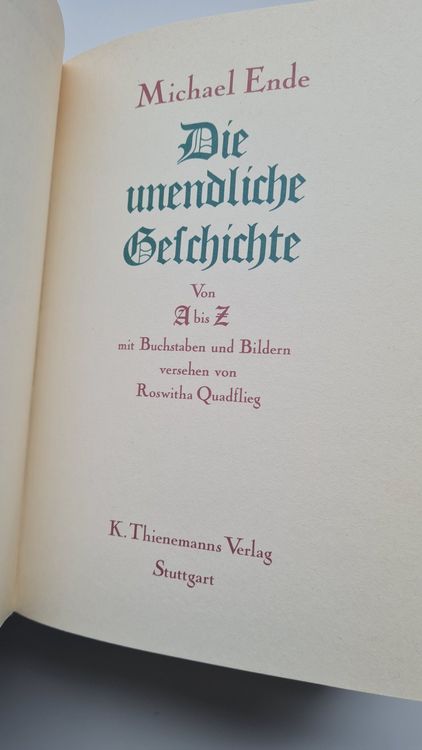 Michael Ende
Die
unendliche
Geſchichte
Von
A bis Z
mit Buchstaben und Bildern
versehen von
Roswitha Quadflieg
K. Thienemanns Verlag
Stuttgart